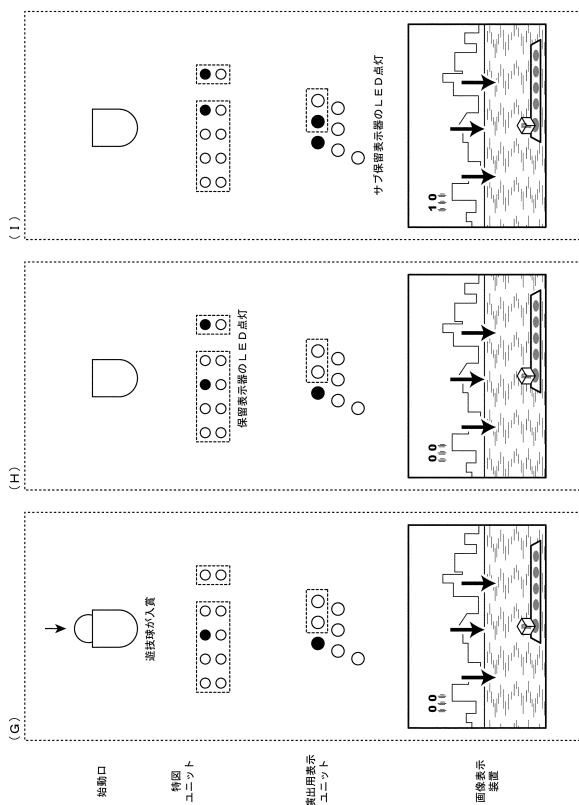 (G)
(H)
(I)
始動口
遊技球が入賞
特図
ユニット
保留表示器のLED点灯
演出用表示
ユニット
サブ保留表示器のLED点灯
画像表示
装置
00
00
10